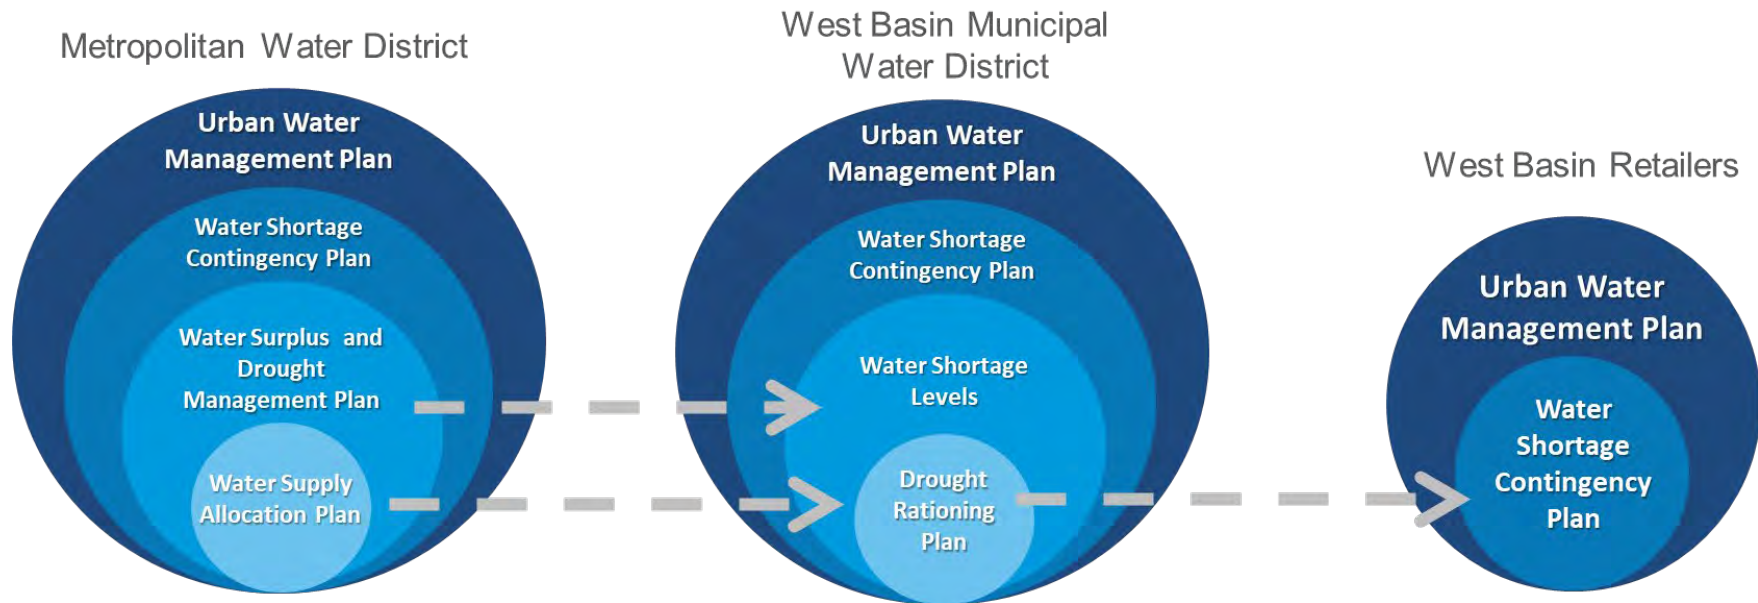 Metropolitan Water District
Urban Water
Management Plan
Water Shortage
Contingency Plan
Water Surplus and
Drought
Management Plan
Water Supply
Allocation Plan
West Basin Municipal
Water District
Urban Water
Management Plan
Water Shortage
Contingency Plan
Water Shortage
Levels
Drought
Rationing
Plan
West Basin Retailers
Urban Water
Management Plan
Water
Shortage
Contingency
Plan